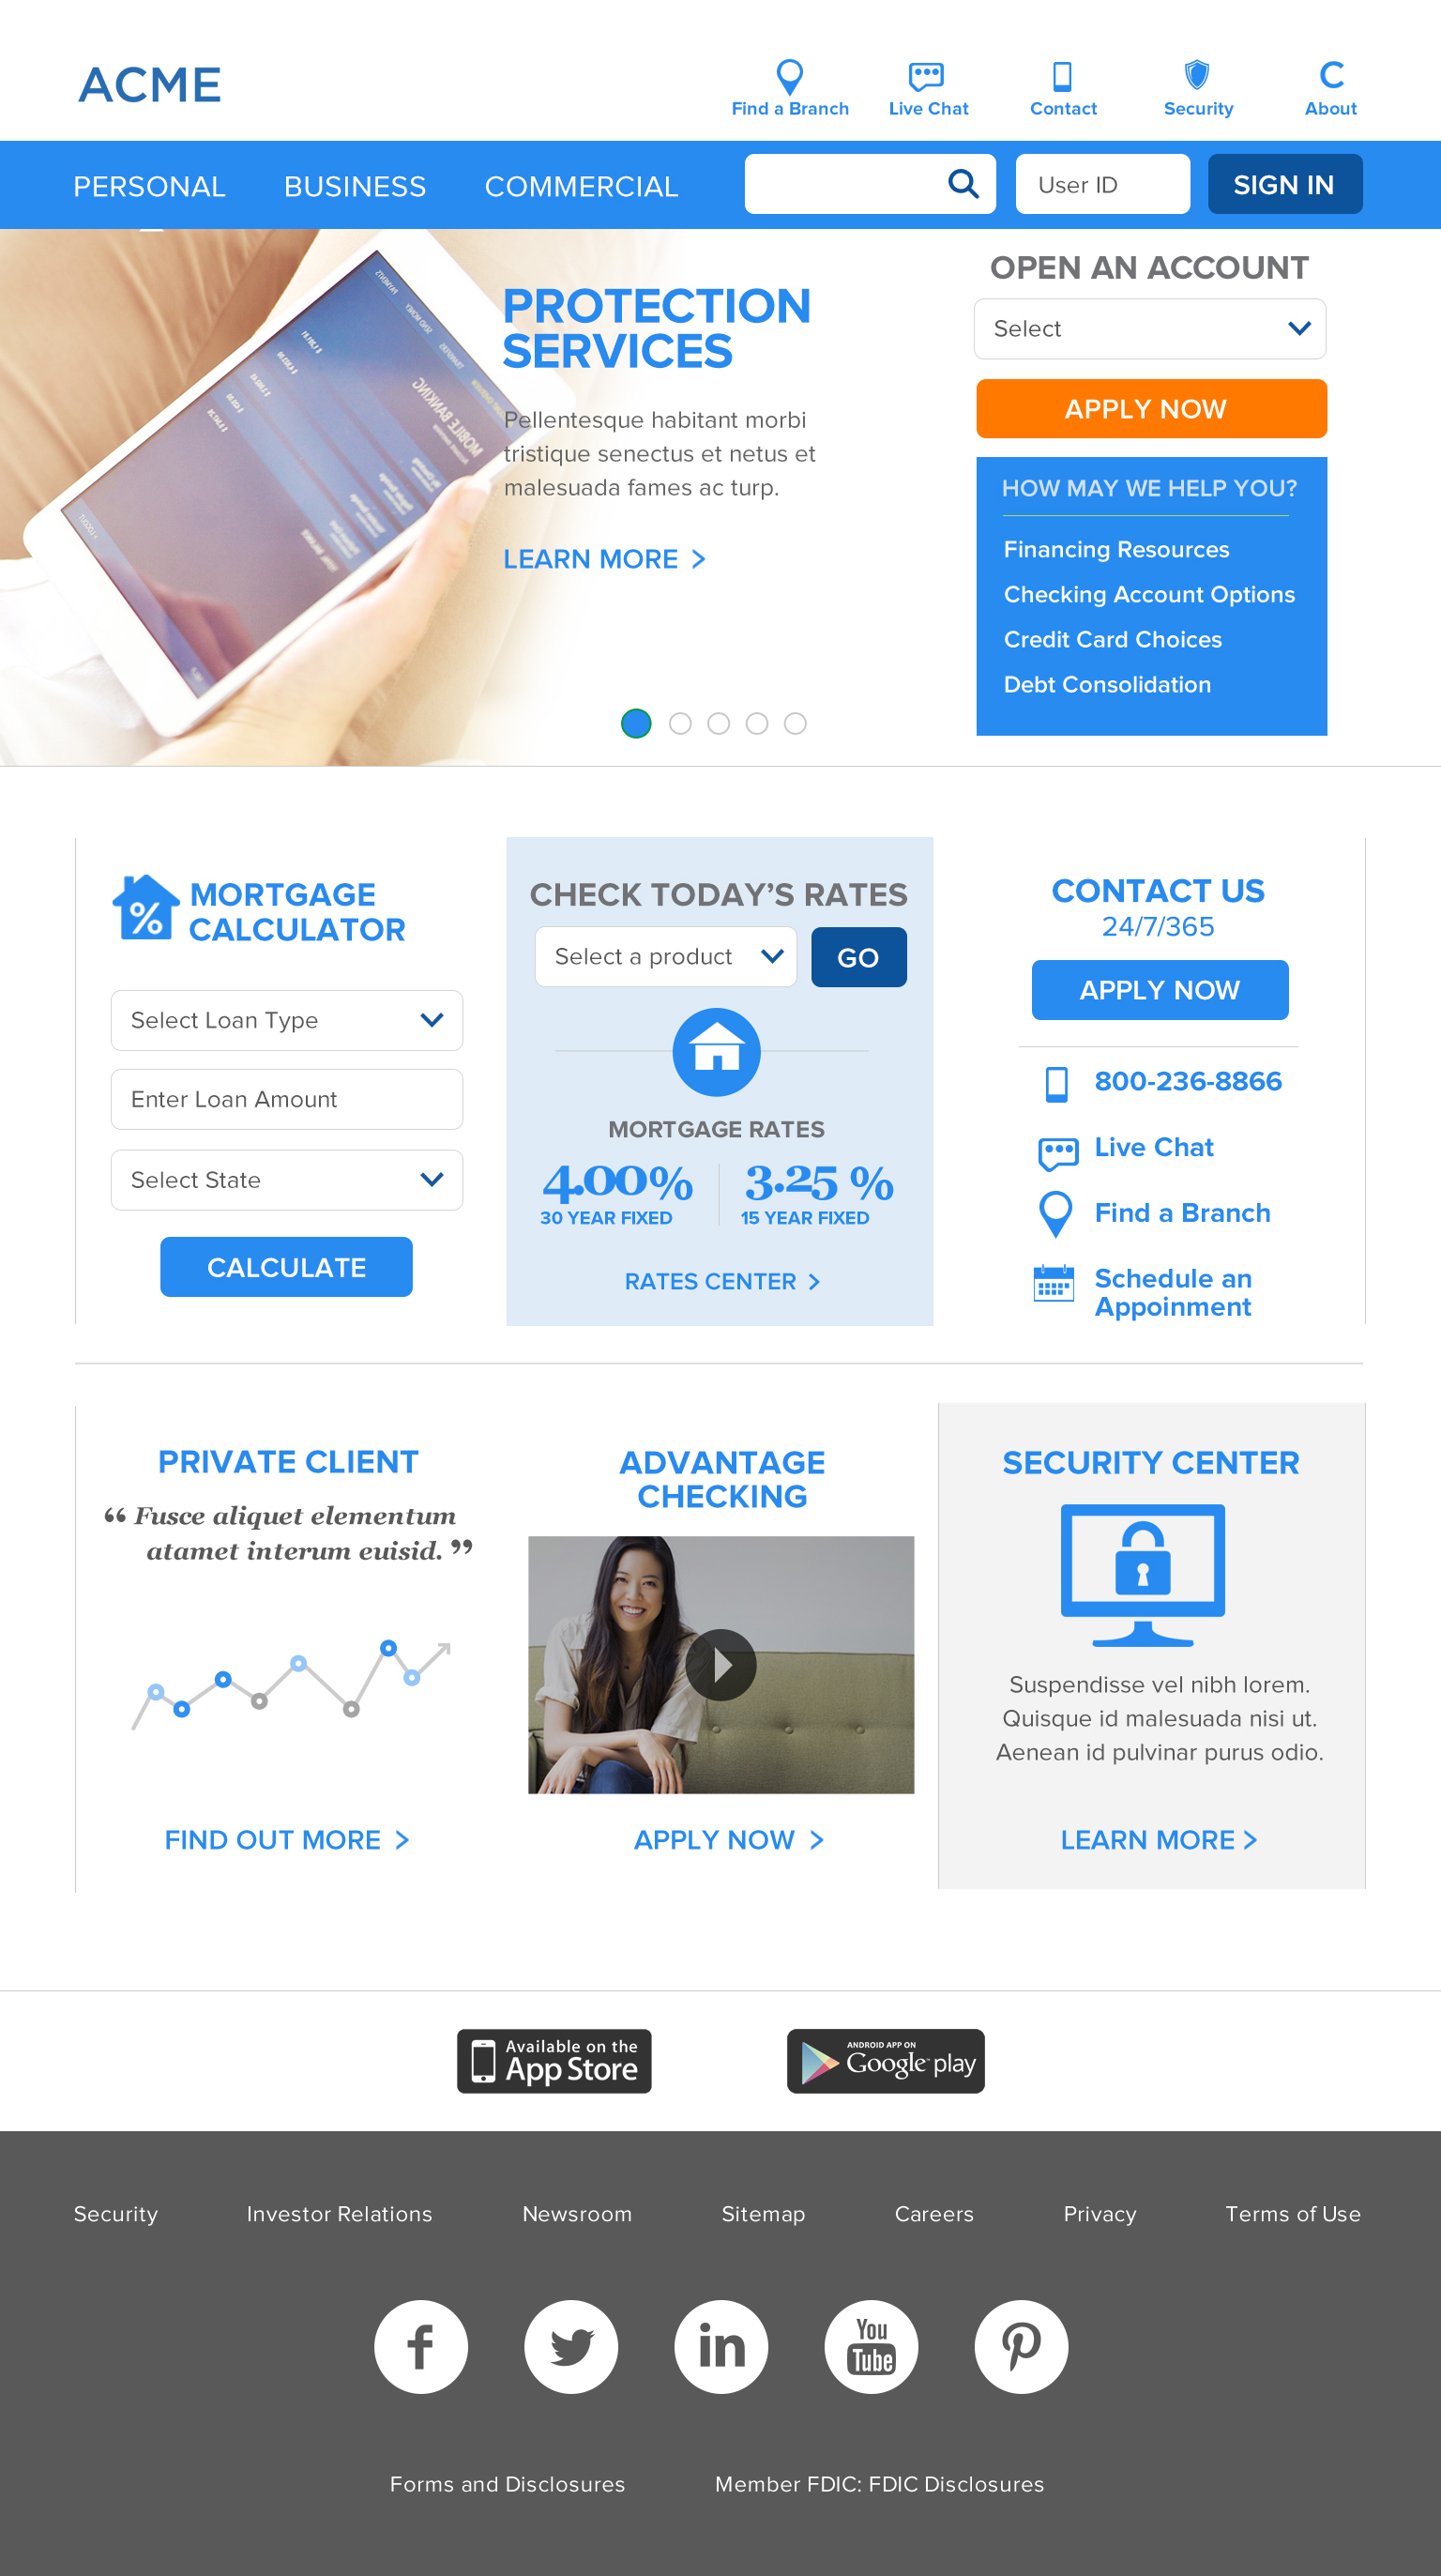 ACME
Find a Branch
Live Chat
Contact
Security
C
About
PERSONAL
BUSINESS
COMMERCIAL
User ID
SIGN IN
MOBILE BANKING
PROTECTION
SERVICES
Pellentesque habitant morbi
tristique senectus et netus et
malesuada fames ac turp.
LEARN MORE >
OPEN AN ACCOUNT
Select
APPLY NOW
HOW MAY WE HELP YOU?
Financing Resources
Checking Account Options
Credit Card Choices
Debt Consolidation
%
MORTGAGE
CALCULATOR
Select Loan Type
Enter Loan Amount
Select State
CALCULATE
CHECK TODAY’S RATES
Select a product
GO
MORTGAGE RATES
4.00%
30 YEAR FIXED
3.25 %
15 YEAR FIXED
RATES CENTER >
CONTACT US
24/7/365
APPLY NOW
800-236-8866
Live Chat
Find a Branch
Schedule an
Appoinment
PRIVATE CLIENT
“ Fusce aliquet elementum
atamet interum euisid. ”
FIND OUT MORE >
ADVANTAGE
CHECKING
APPLY NOW >
SECURITY CENTER
Suspendisse vel nibh lorem.
Quisque id malesuada nisi ut.
Aenean id pulvinar purus odio.
LEARN MORE >
Available on the
App Store
ANDROID APP ON
Google play
Security
Investor Relations
Newsroom
Sitemap
Careers
Privacy
Terms of Use
f
in
You
Tube
Forms and Disclosures
Member FDIC: FDIC Disclosures